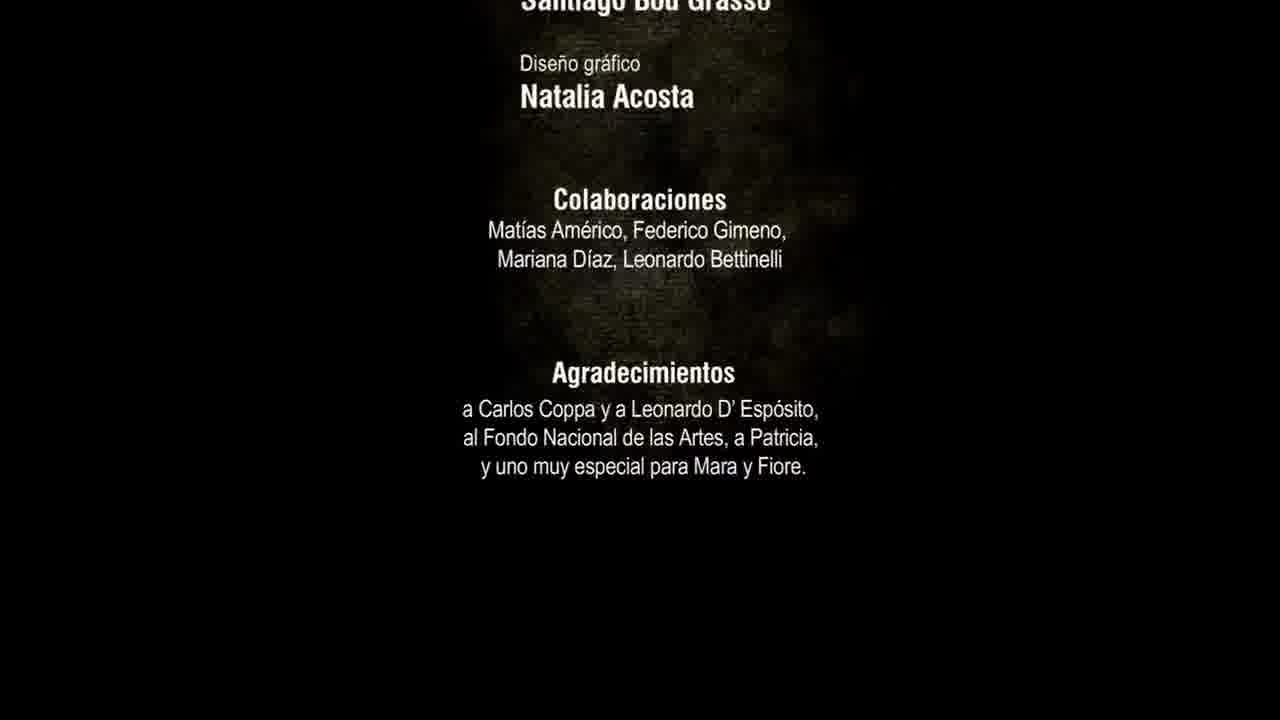 Santiago Bou Grasso
Diseño gráfico
Natalia Acosta
Colaboraciones
Matías Américo, Federico Gimeno,
Mariana Díaz, Leonardo Bettinelli
Agradecimientos
a Carlos Coppa y a Leonardo D’ Espósito,
al Fondo Nacional de las Artes, a Patricia,
y uno muy especial para Mara y Fiore.